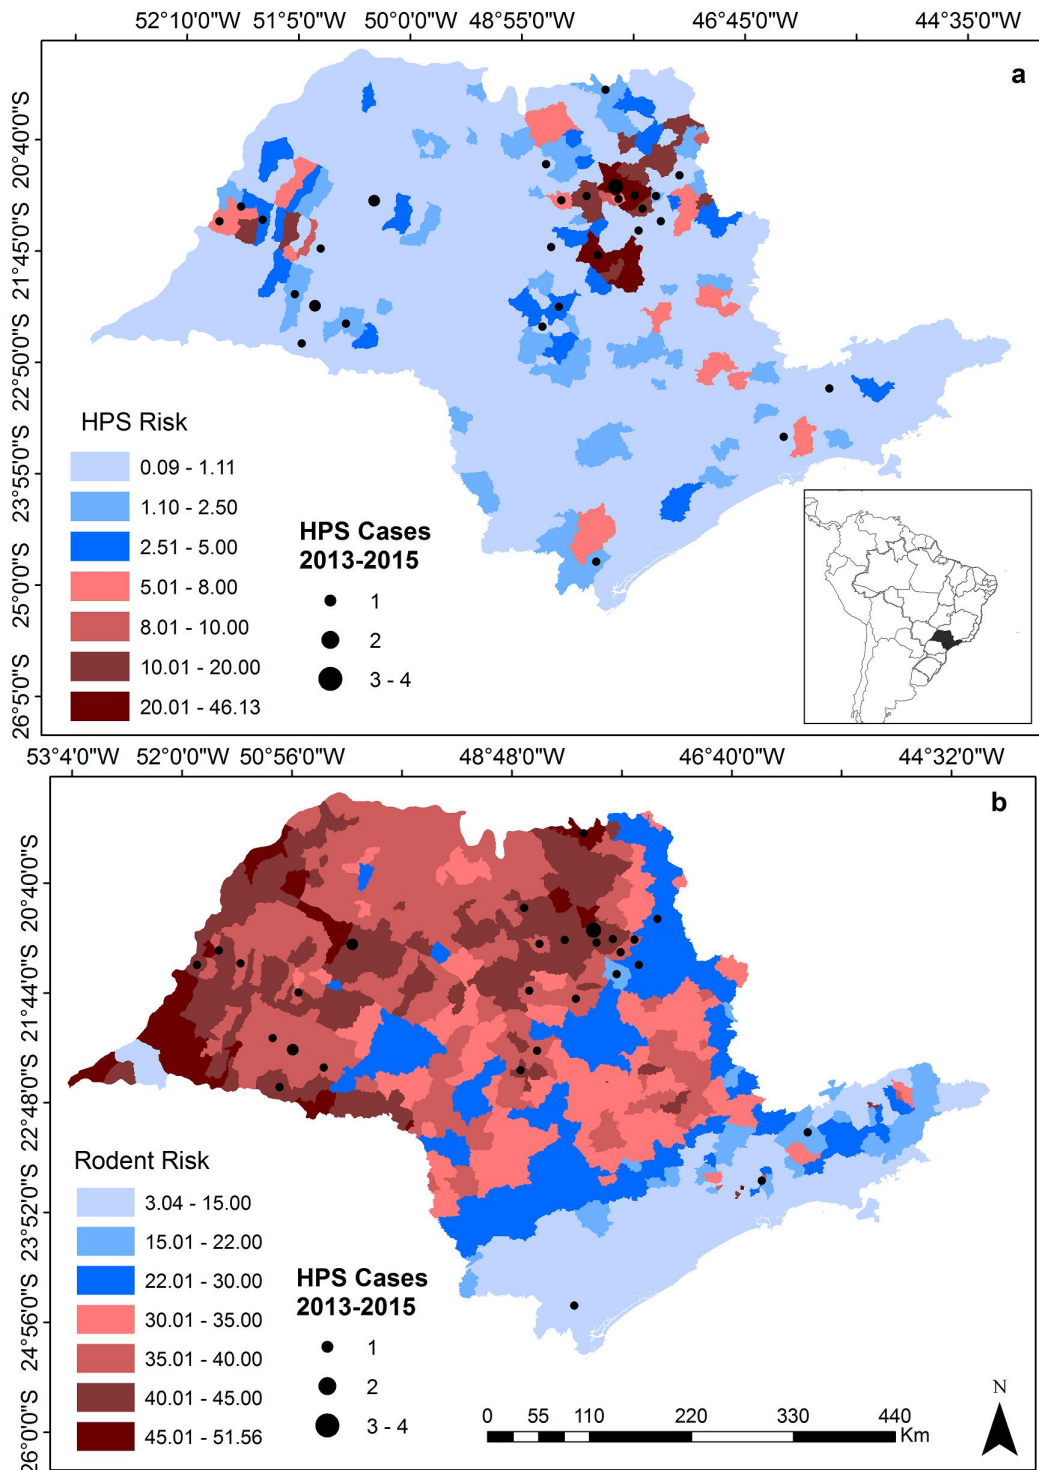 52°10'0"W 51°5'0"W 50°0'0"W 48°55'0"W 46°45'0"W 44°35'0"W
a
20°40'0"S
21°45'0"S
22°50'0"S
23°55'0"S
25°0'0"S
26°5'0"S
HPS Risk
0.09 - 1.11
1.10 - 2.50
2.51 - 5.00
5.01 - 8.00
8.01 - 10.00
10.01 - 20.00
20.01 - 46.13
HPS Cases
2013-2015
1
2
3 - 4
53°4'0"W 52°0'0"W 50°56'0"W 48°48'0"W 46°40'0"W 44°32'0"W
b
20°40'0"S
21°44'0"S
22°48'0"S
23°52'0"S
24°56'0"S
26°0'0"S
Rodent Risk
3.04 - 15.00
15.01 - 22.00
22.01 - 30.00
30.01 - 35.00
35.01 - 40.00
40.01 - 45.00
45.01 - 51.56
HPS Cases
2013-2015
1
2
3 - 4
0 55 110 220 330 440
Km
N